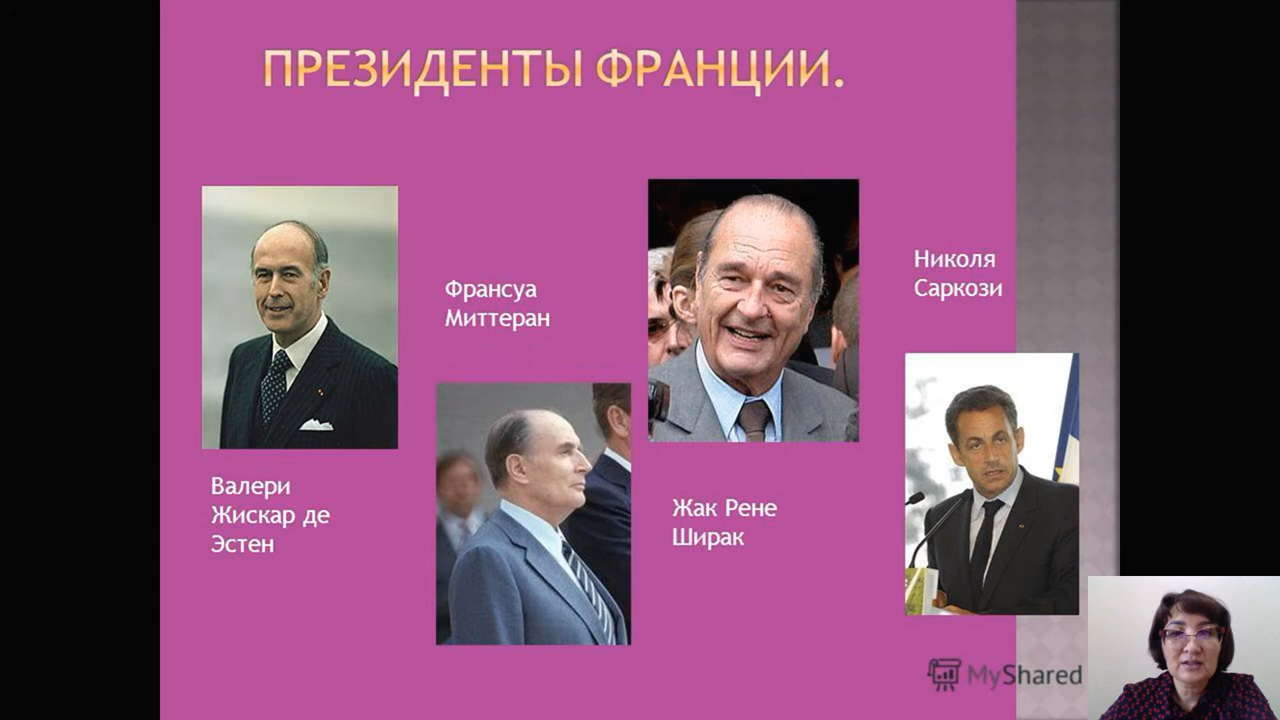 ПРЕЗИДЕНТЫ ФРАНЦИИ.
Валери
Жискар де
Эстен
Франсуа
Миттеран
Жак Рене
Ширак
Николя
Саркози
MyShared